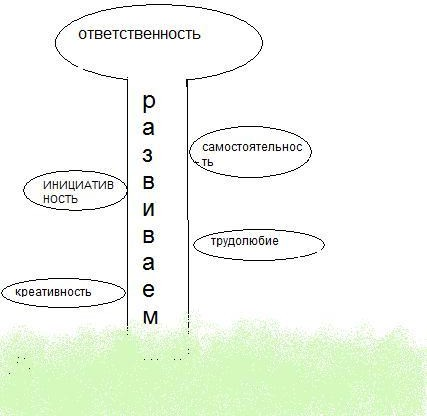 ответственность
развиваем
самостоятельнос
ть
ИНИЦИАТИВ
НОСТЬ
трудолюбие
креативность